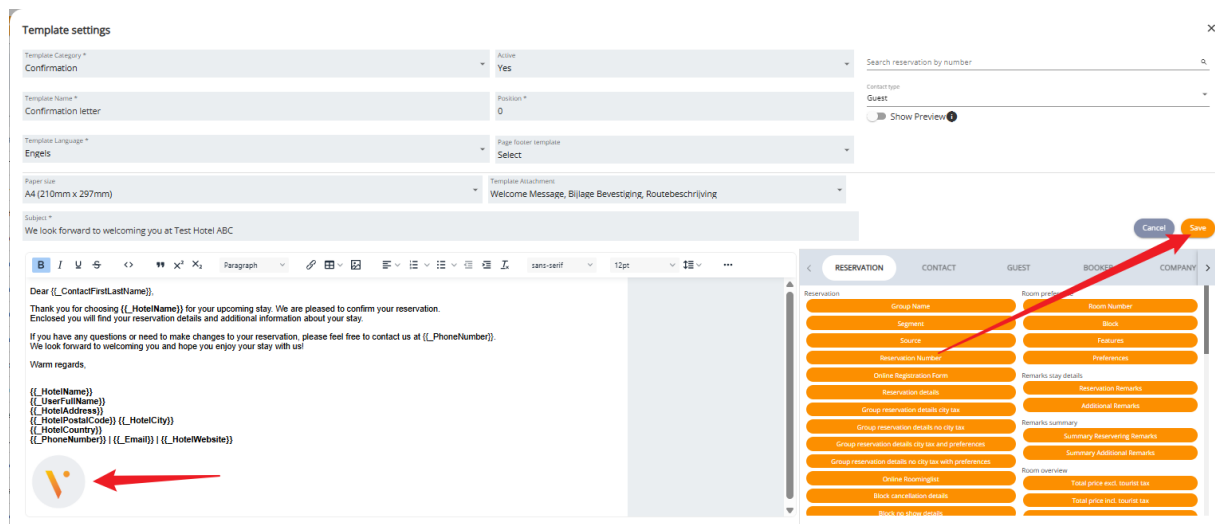 Template settings
Template Category *
Confirmation
Active
Yes
Search reservation by number
Template Name *
Confirmation letter
Position *
0
Contact type
Guest
Show Preview
Template Language *
Engels
Page footer template
Select
Paper size
A4 (210mm x 297mm)
Template Attachment
Welcome Message, Bijlage Bevestiging, Routebeschrijving
Subject *
We look forward to welcoming you at Test Hotel ABC
Cancel
Save
Paragraph
sans-serif
12pt
Dear {{_ContactFirstLastName}},
Thank you for choosing {{_HotelName}} for your upcoming stay. We are pleased to confirm your reservation.
Enclosed you will find your reservation details and additional information about your stay.
If you have any questions or need to make changes to your reservation, please feel free to contact us at {{_PhoneNumber}}.
We look forward to welcoming you and hope you enjoy your stay with us!
Warm regards,
{{_HotelName}}
{{_UserFullName}}
{{_HotelAddress}}
{{_HotelPostalCode}} {{_HotelCity}}
{{_HotelCountry}}
{{_PhoneNumber}} | {{_Email}} | {{_HotelWebsite}}
RESERVATION
CONTACT
GUEST
BOOKER
COMPANY
Reservation
Group Name
Segment
Source
Reservation Number
Online Registration Form
Reservation details
Group reservation details city tax
Group reservation details no city tax
Group reservation details city tax and preferences
Group reservation details no city tax with preferences
Online Roominglist
Block cancellation details
Block no show details
Room preference
Room Number
Block
Features
Preferences
Remarks stay details
Reservation Remarks
Additional Remarks
Remarks summary
Summary Reservering Remarks
Summary Additional Remarks
Room overview
Total price excl. tourist tax
Total price incl. tourist tax